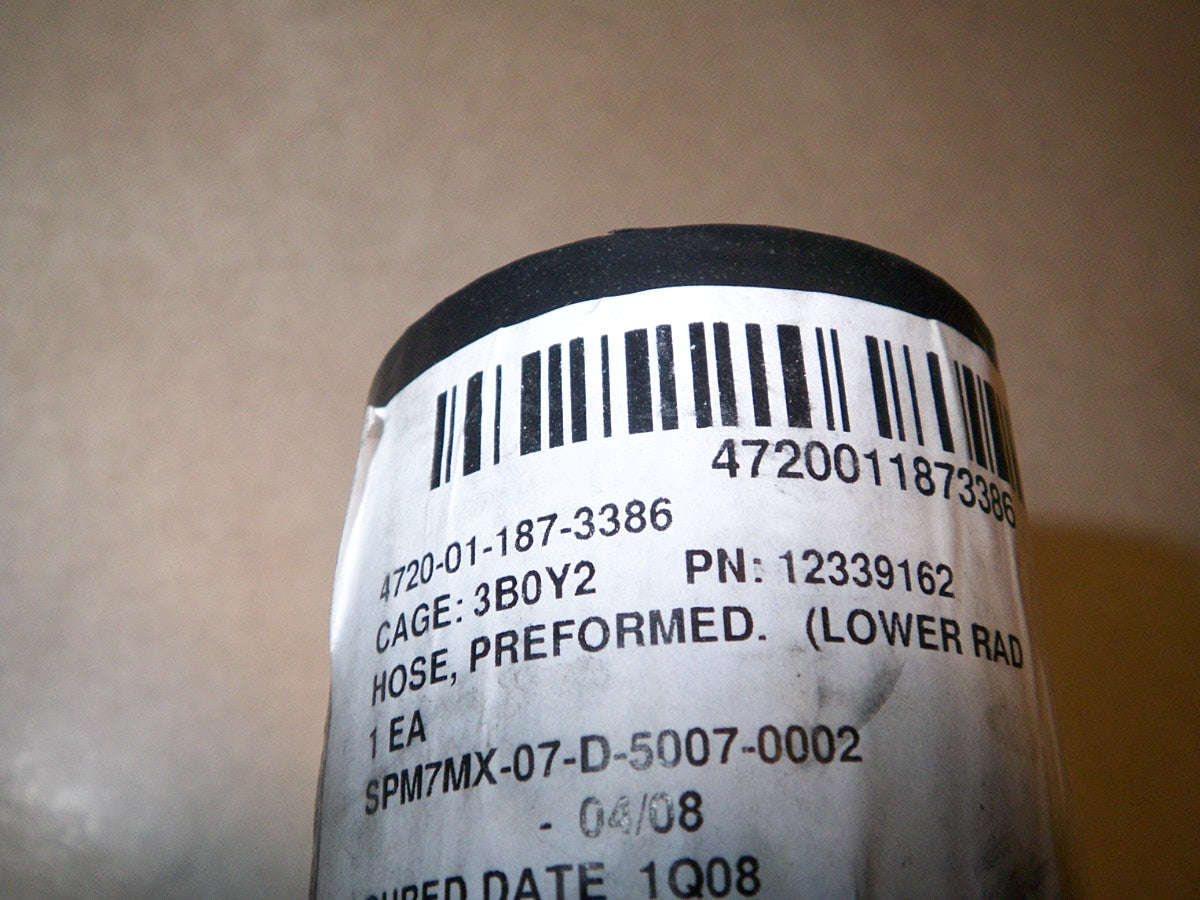 4720011873386
4720-01-187-3386
CAGE: 3B0Y2 PN: 12339162
HOSE, PREFORMED. (LOWER RAD
1 EA
SPM7MX-07-D-5007-0002
- 04/08
CURED DATE 1Q08